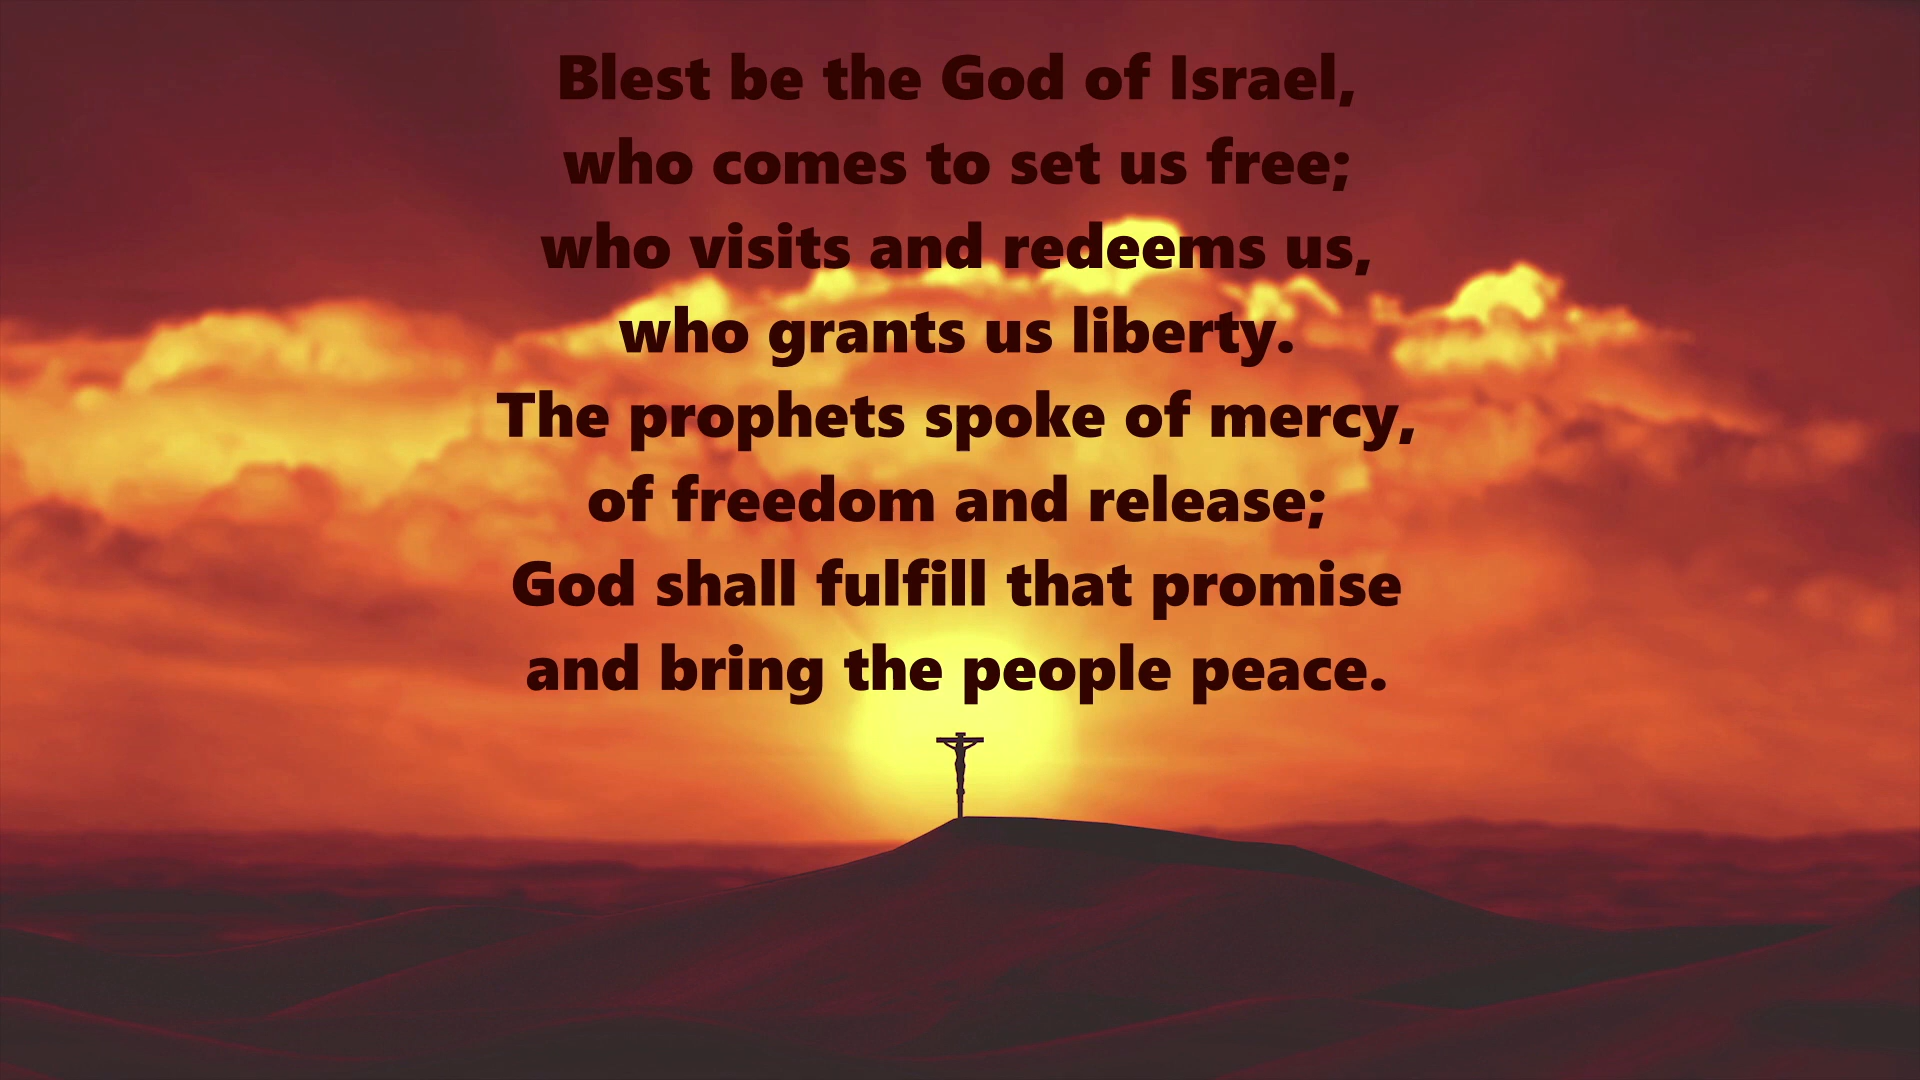 Blest be the God of Israel,
who comes to set us free;
who visits and redeems us,
who grants us liberty.
The prophets spoke of mercy,
of freedom and release;
God shall fulfill that promise
and bring the people peace.